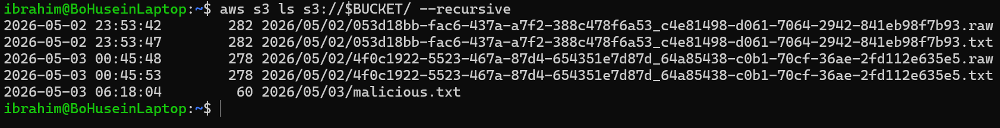 ibrahim@BoHuseinLaptop:~$ aws s3 ls s3://$BUCKET/ --recursive
2026-05-02 23:53:42        282 2026/05/02/053d18bb-fac6-437a-a7f2-388c478f6a53_c4e81498-d061-7064-2942-841eb98f7b93.raw
2026-05-02 23:53:47        282 2026/05/02/053d18bb-fac6-437a-a7f2-388c478f6a53_c4e81498-d061-7064-2942-841eb98f7b93.txt
2026-05-03 00:45:48        278 2026/05/02/4f0c1922-5523-467a-87d4-654351e7d87d_64a85438-c0b1-70cf-36ae-2fd112e635e5.raw
2026-05-03 00:45:53        278 2026/05/02/4f0c1922-5523-467a-87d4-654351e7d87d_64a85438-c0b1-70cf-36ae-2fd112e635e5.txt
2026-05-03 06:18:04         60 2026/05/03/malicious.txt
ibrahim@BoHuseinLaptop:~$